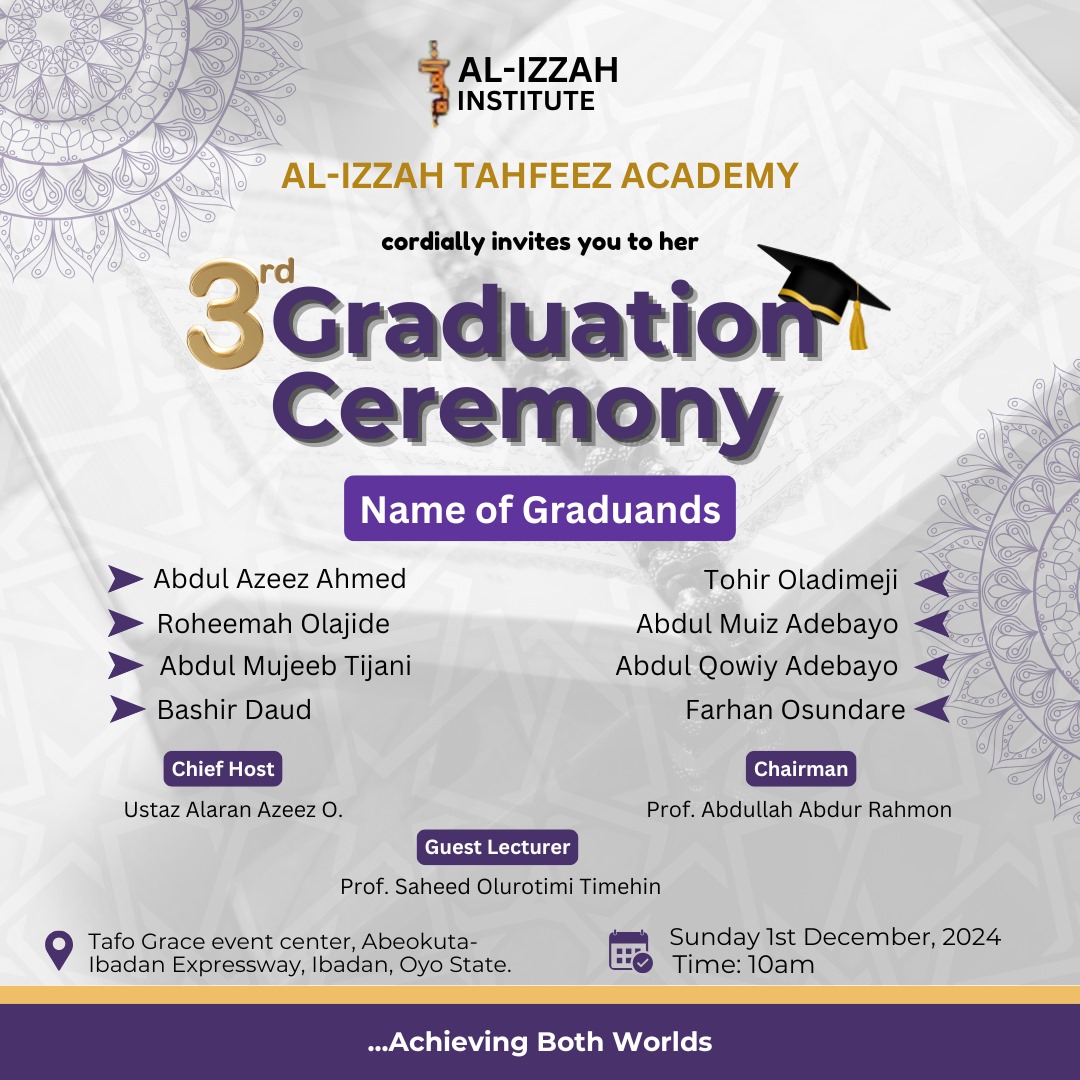 AL-IZZAH
INSTITUTE
AL-IZZAH TAHFEEZ ACADEMY
cordially invites you to her
3rd Graduation
Ceremony
Name of Graduands
Abdul Azeez Ahmed
Roheemah Olajide
Abdul Mujeeb Tijani
Bashir Daud
Tohir Oladimeji
Abdul Muiz Adebayo
Abdul Qowiy Adebayo
Farhan Osundare
Chief Host
Ustaz Alaran Azeez O.
Chairman
Prof. Abdullah Abdur Rahmon
Guest Lecturer
Prof. Saheed Olurotimi Timehin
Tafo Grace event center, Abeokuta-
Ibadan Expressway, Ibadan, Oyo State.
Sunday 1st December, 2024
Time: 10am
...Achieving Both Worlds